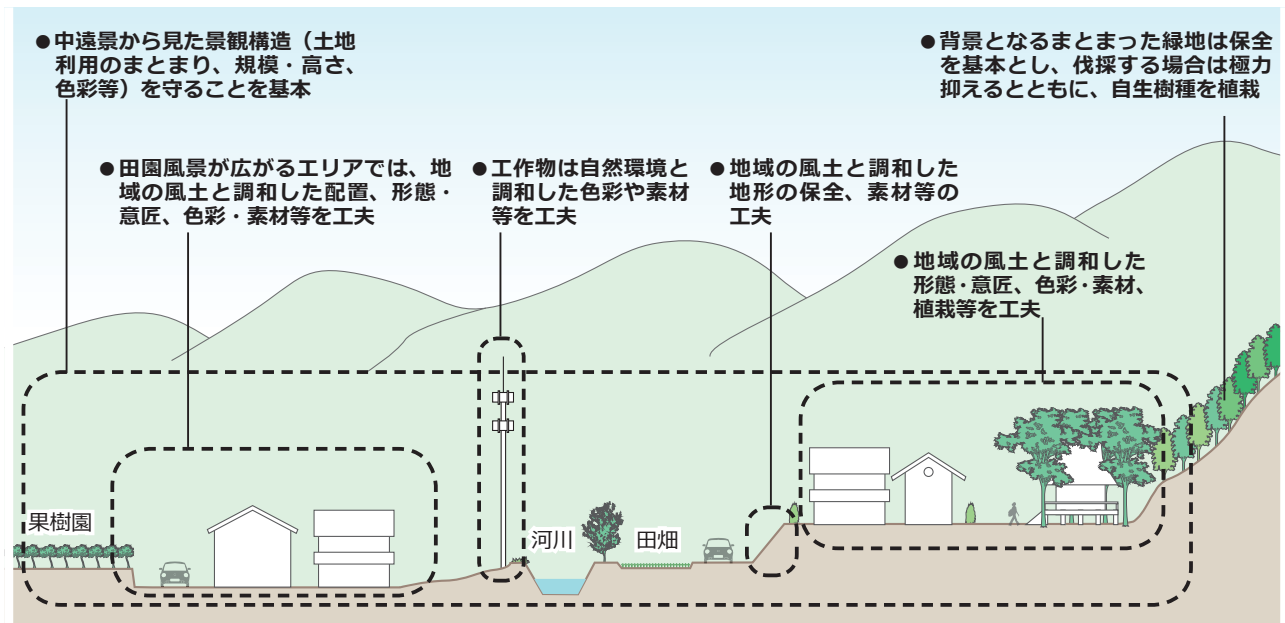 ●中遠景から見た景観構造（土地
利用のまとまり、規模・高さ、
色彩等）を守ることを基本
●背景となるまとまった緑地は保全
を基本とし、伐採する場合は極力
抑えるとともに、自生樹種を植栽
●田園風景が広がるエリアでは、地
域の風土と調和した配置、形態・
意匠、色彩・素材等を工夫
●工作物は自然環境と
調和した色彩や素材
等を工夫
●地域の風土と調和した
地形の保全、素材等の
工夫
●地域の風土と調和した
形態・意匠、色彩・素材、
植栽等を工夫
果樹園
河川
田畑